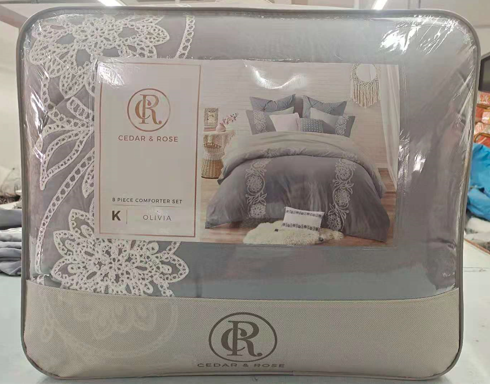 CR
CEDAR & ROSE
8 PIECE COMFORTER SET
K OLIVIA
CR
CEDAR & ROSE